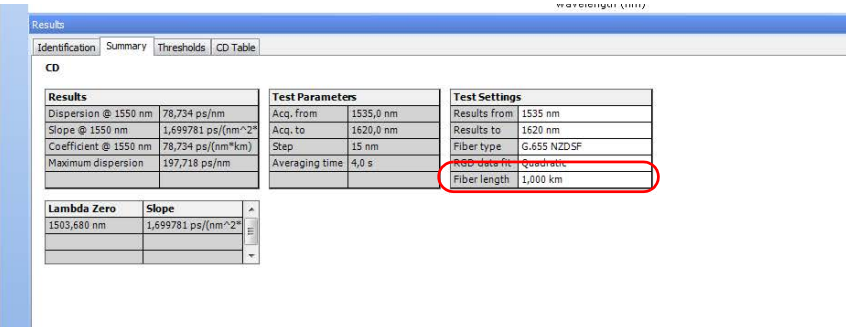 wavelength (nm)
Results
Identification Summary Thresholds CD Table
CD
Results
Dispersion @ 1550 nm 78,734 ps/nm
Slope @ 1550 nm 1,699781 ps/(nm^2*
Coefficient @ 1550 nm 78,734 ps/(nm*km)
Maximum dispersion 197,718 ps/nm
Test Parameters
Acq. from 1535,0 nm
Acq. to 1620,0 nm
Step 15 nm
Averaging time 4,0 s
Test Settings
Results from 1535 nm
Results to 1620 nm
Fiber type G.655 NZDSF
RGD data fit Quadratic
Fiber length 1,000 km
Lambda Zero Slope
1503,680 nm 1,699781 ps/(nm^2*